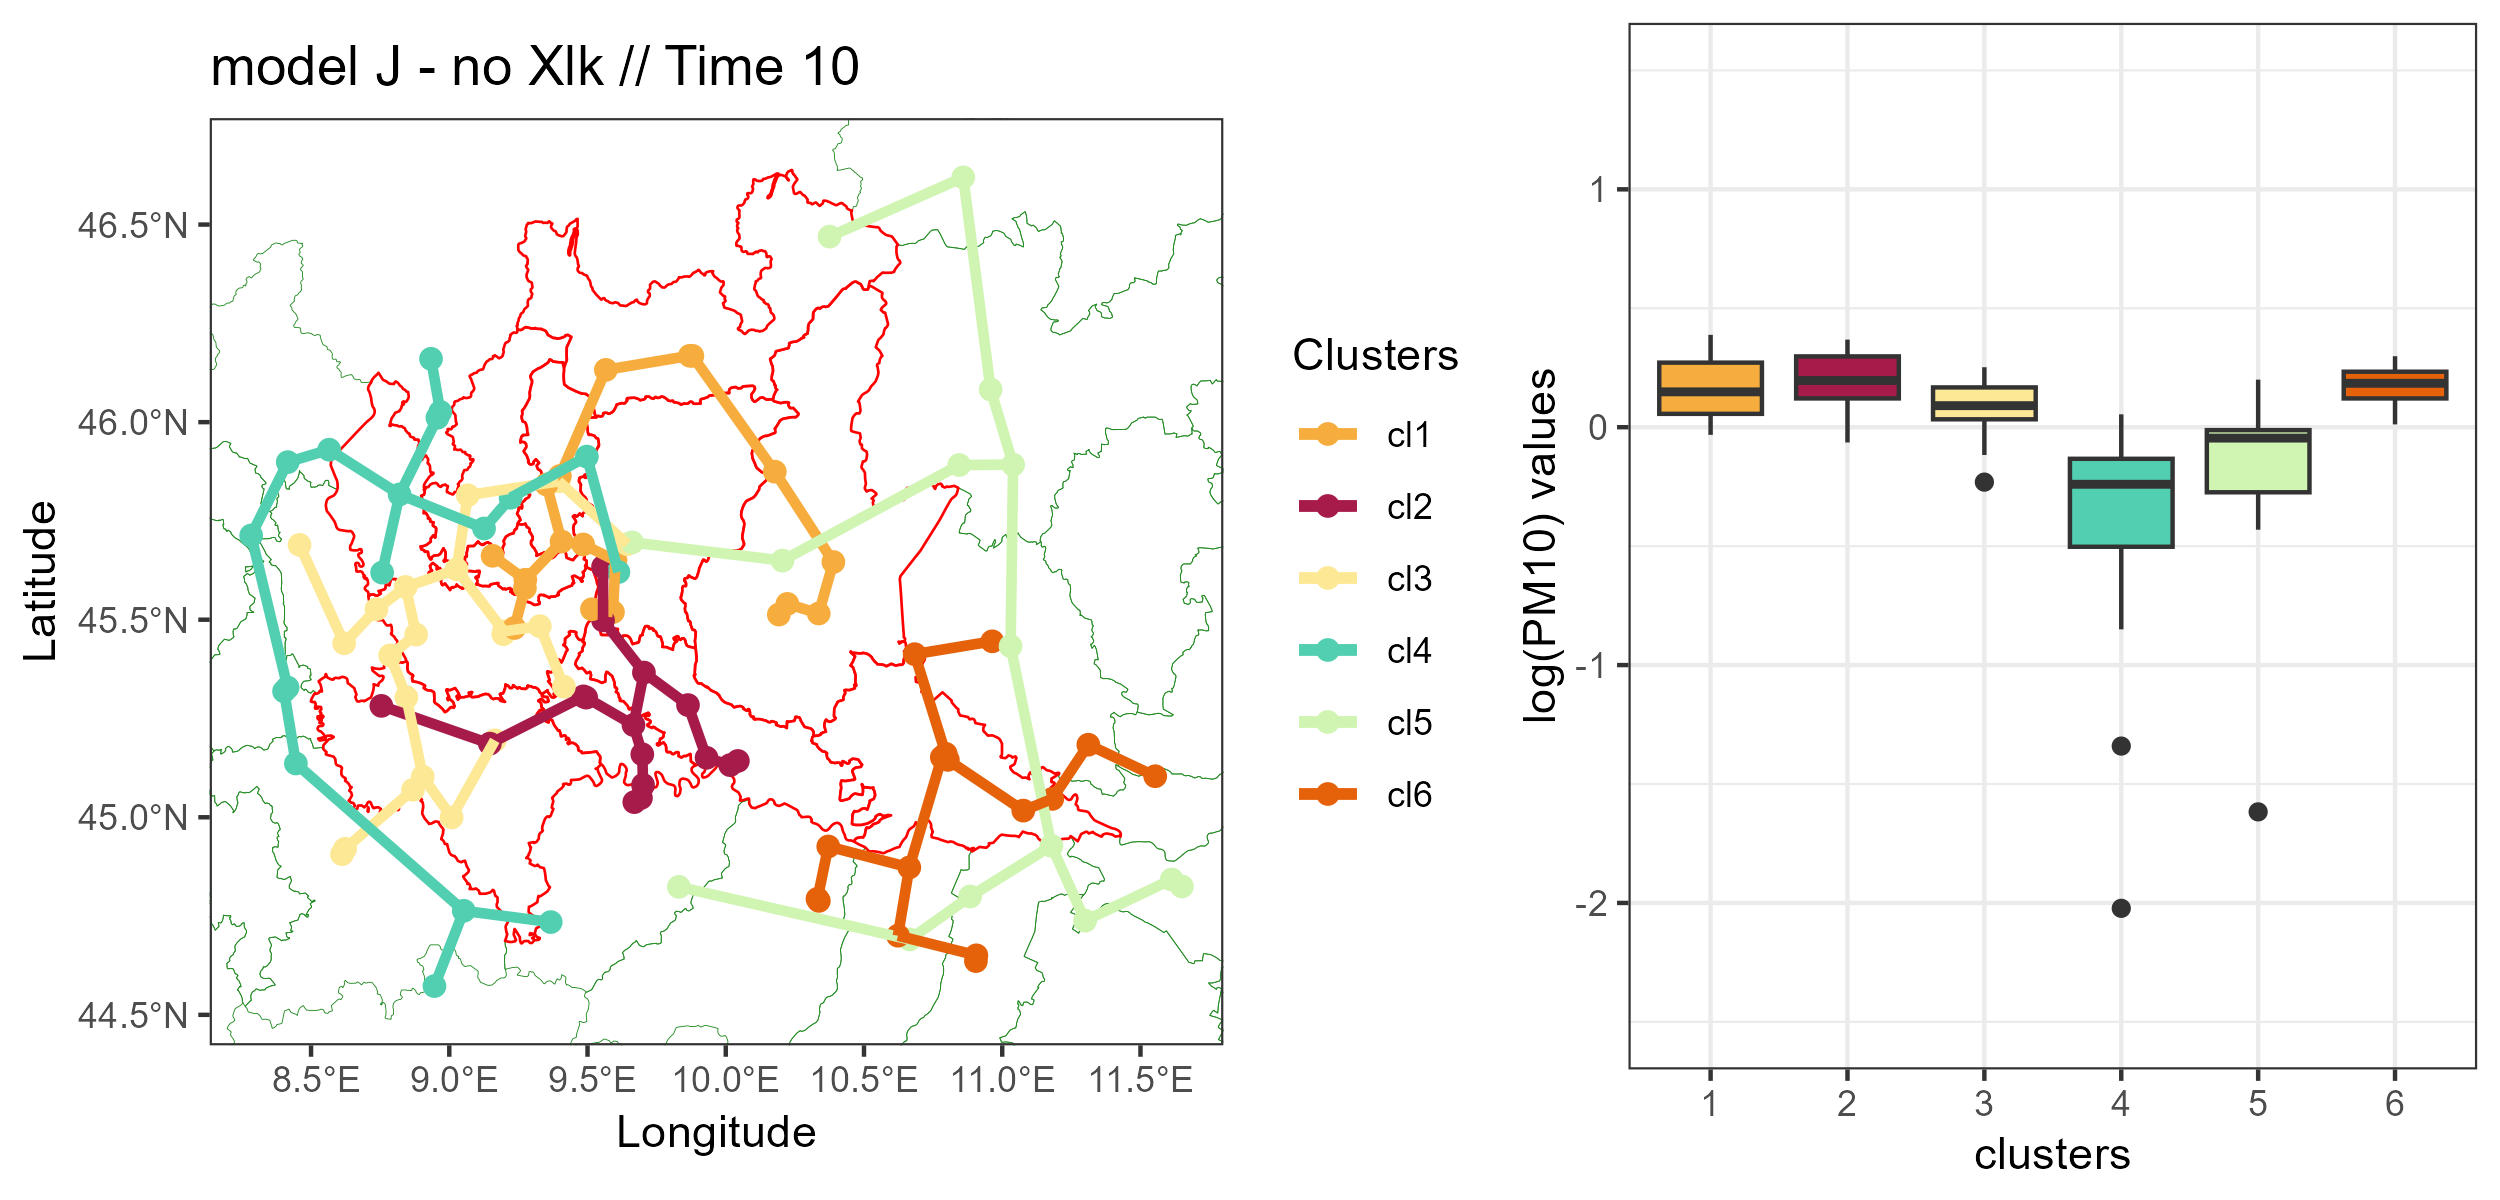 model J - no Xlk // Time 10
Latitude
46.5°N
46.0°N
45.5°N
45.0°N
44.5°N
8.5°E 9.0°E 9.5°E 10.0°E 10.5°E 11.0°E 11.5°E
Longitude
Clusters
cl1
cl2
cl3
cl4
cl5
cl6
log(PM10) values
1
0
-1
-2
1 2 3 4 5 6
clusters